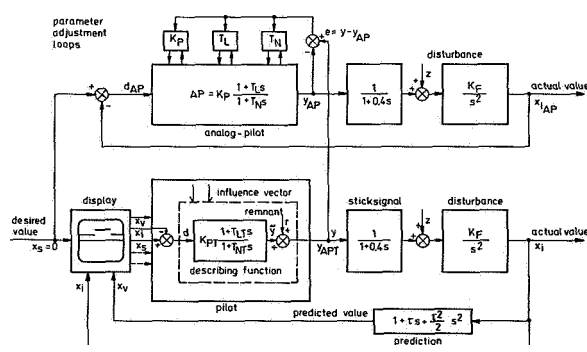 parameter
adjustment
loops
K_P
T_L
T_N
e = y - y_AP
+
-
disturbance
z
+
d_AP
-
AP = K_P (1 + T_L s)/(1 + T_N s)
analog-pilot
y_AP
1/(1+0,4s)
+
+
K_F/s²
actual value
x_iAP
desired
value
x_S = 0
display
x_v
x_i
x_S
influence vector
remnant
+
-
d
K_PT (1+T_LT s)/(1+T_NT s)
ỹ
r
+
+
describing function
pilot
y
y_APT
sticksignal
1/(1+0,4s)
disturbance
z
+
+
K_F/s²
actual value
x_i
x_i
x_v
predicted value
1 + τs + τ²/2 s²
prediction